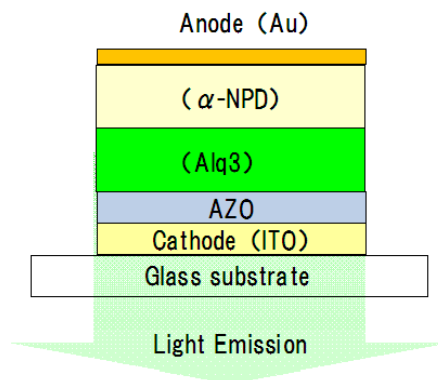 Anode (Au)
(α-NPD)
(Alq3)
AZO
Cathode (ITO)
Glass substrate
Light Emission